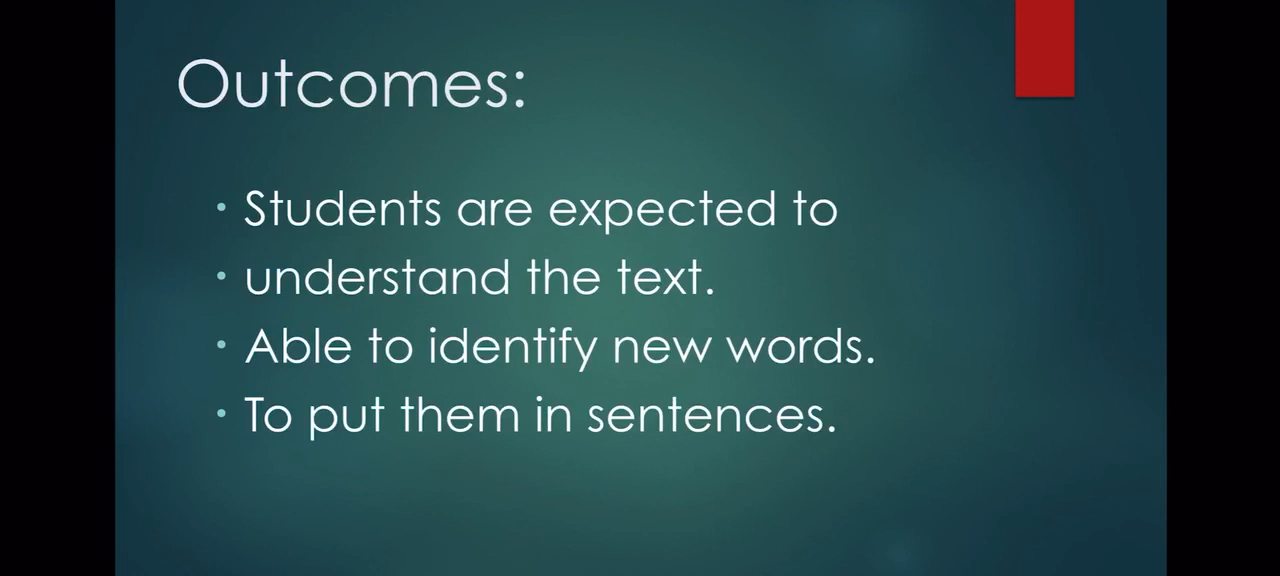 Outcomes:
• Students are expected to
• understand the text.
• Able to identify new words.
• To put them in sentences.